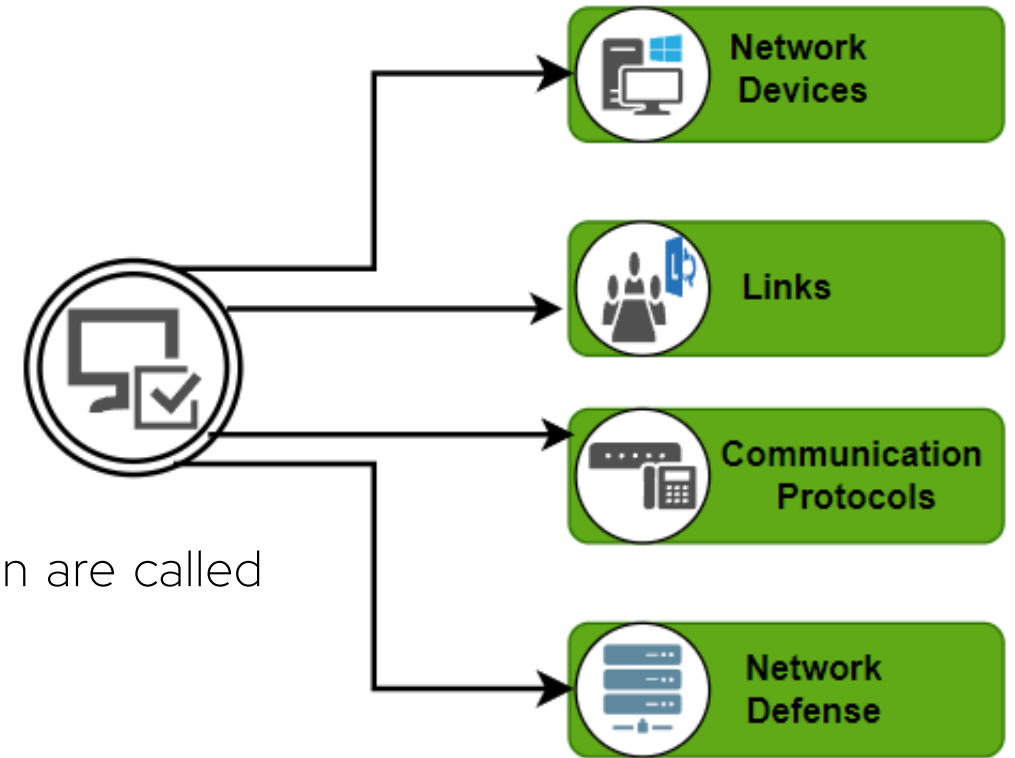 Network
Devices
Links
Communication
Protocols
n are called
Network
Defense